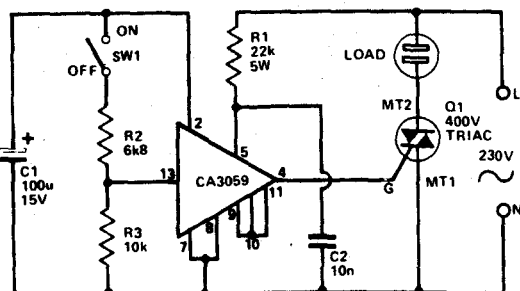 ON
SW1
OFF
R1
22k
5W
LOAD
L
MT2
Q1
400V
TRIAC
2
R2
6k8
5
+
C1
100u
15V
13
CA3059
4
11
230V
G
MT1
R3
10k
9
8
7
10
C2
10n
N